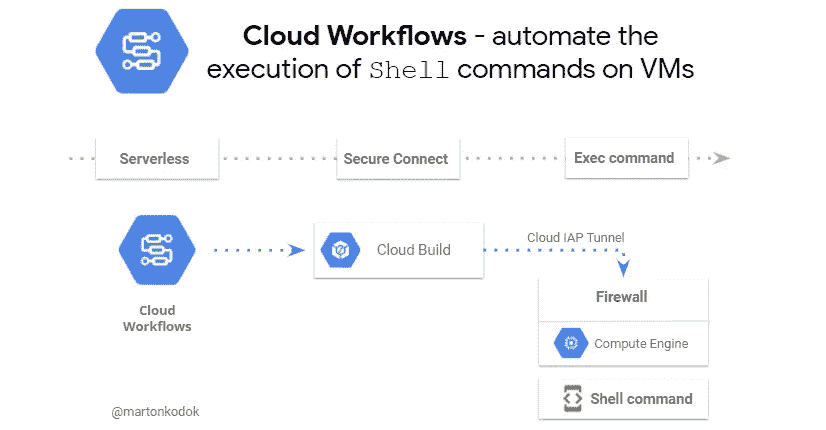 Cloud Workflows - automate the
execution of Shell commands on VMs
Serverless
Secure Connect
Exec command
Cloud Build
Cloud IAP Tunnel
Firewall
Cloud
Workflows
Compute Engine
Shell command
@martonkodok